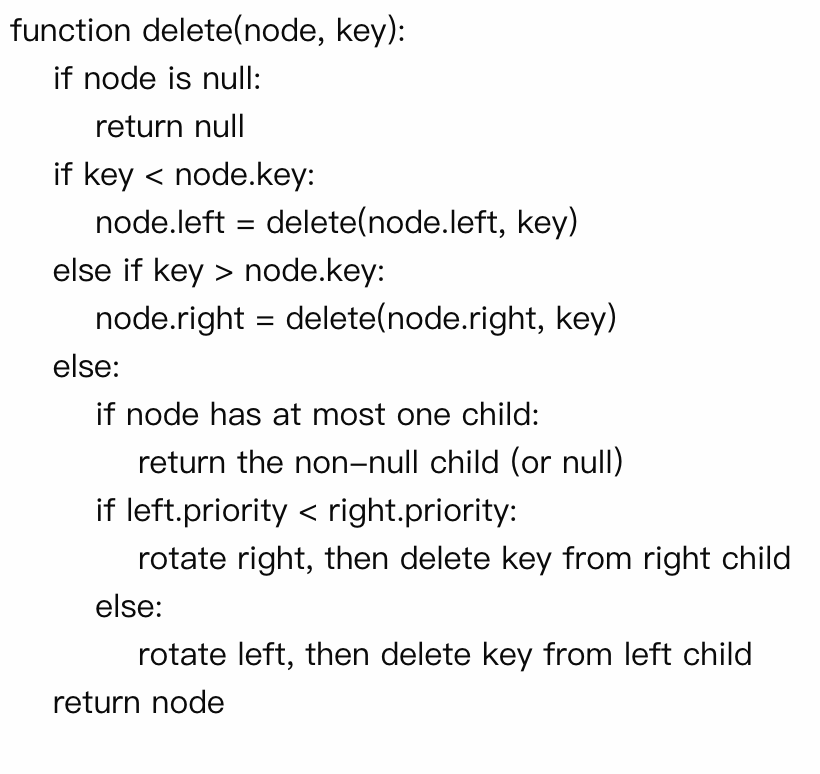 function delete(node, key):
    if node is null:
        return null
    if key < node.key:
        node.left = delete(node.left, key)
    else if key > node.key:
        node.right = delete(node.right, key)
    else:
        if node has at most one child:
            return the non–null child (or null)
        if left.priority < right.priority:
            rotate right, then delete key from right child
        else:
            rotate left, then delete key from left child
    return node